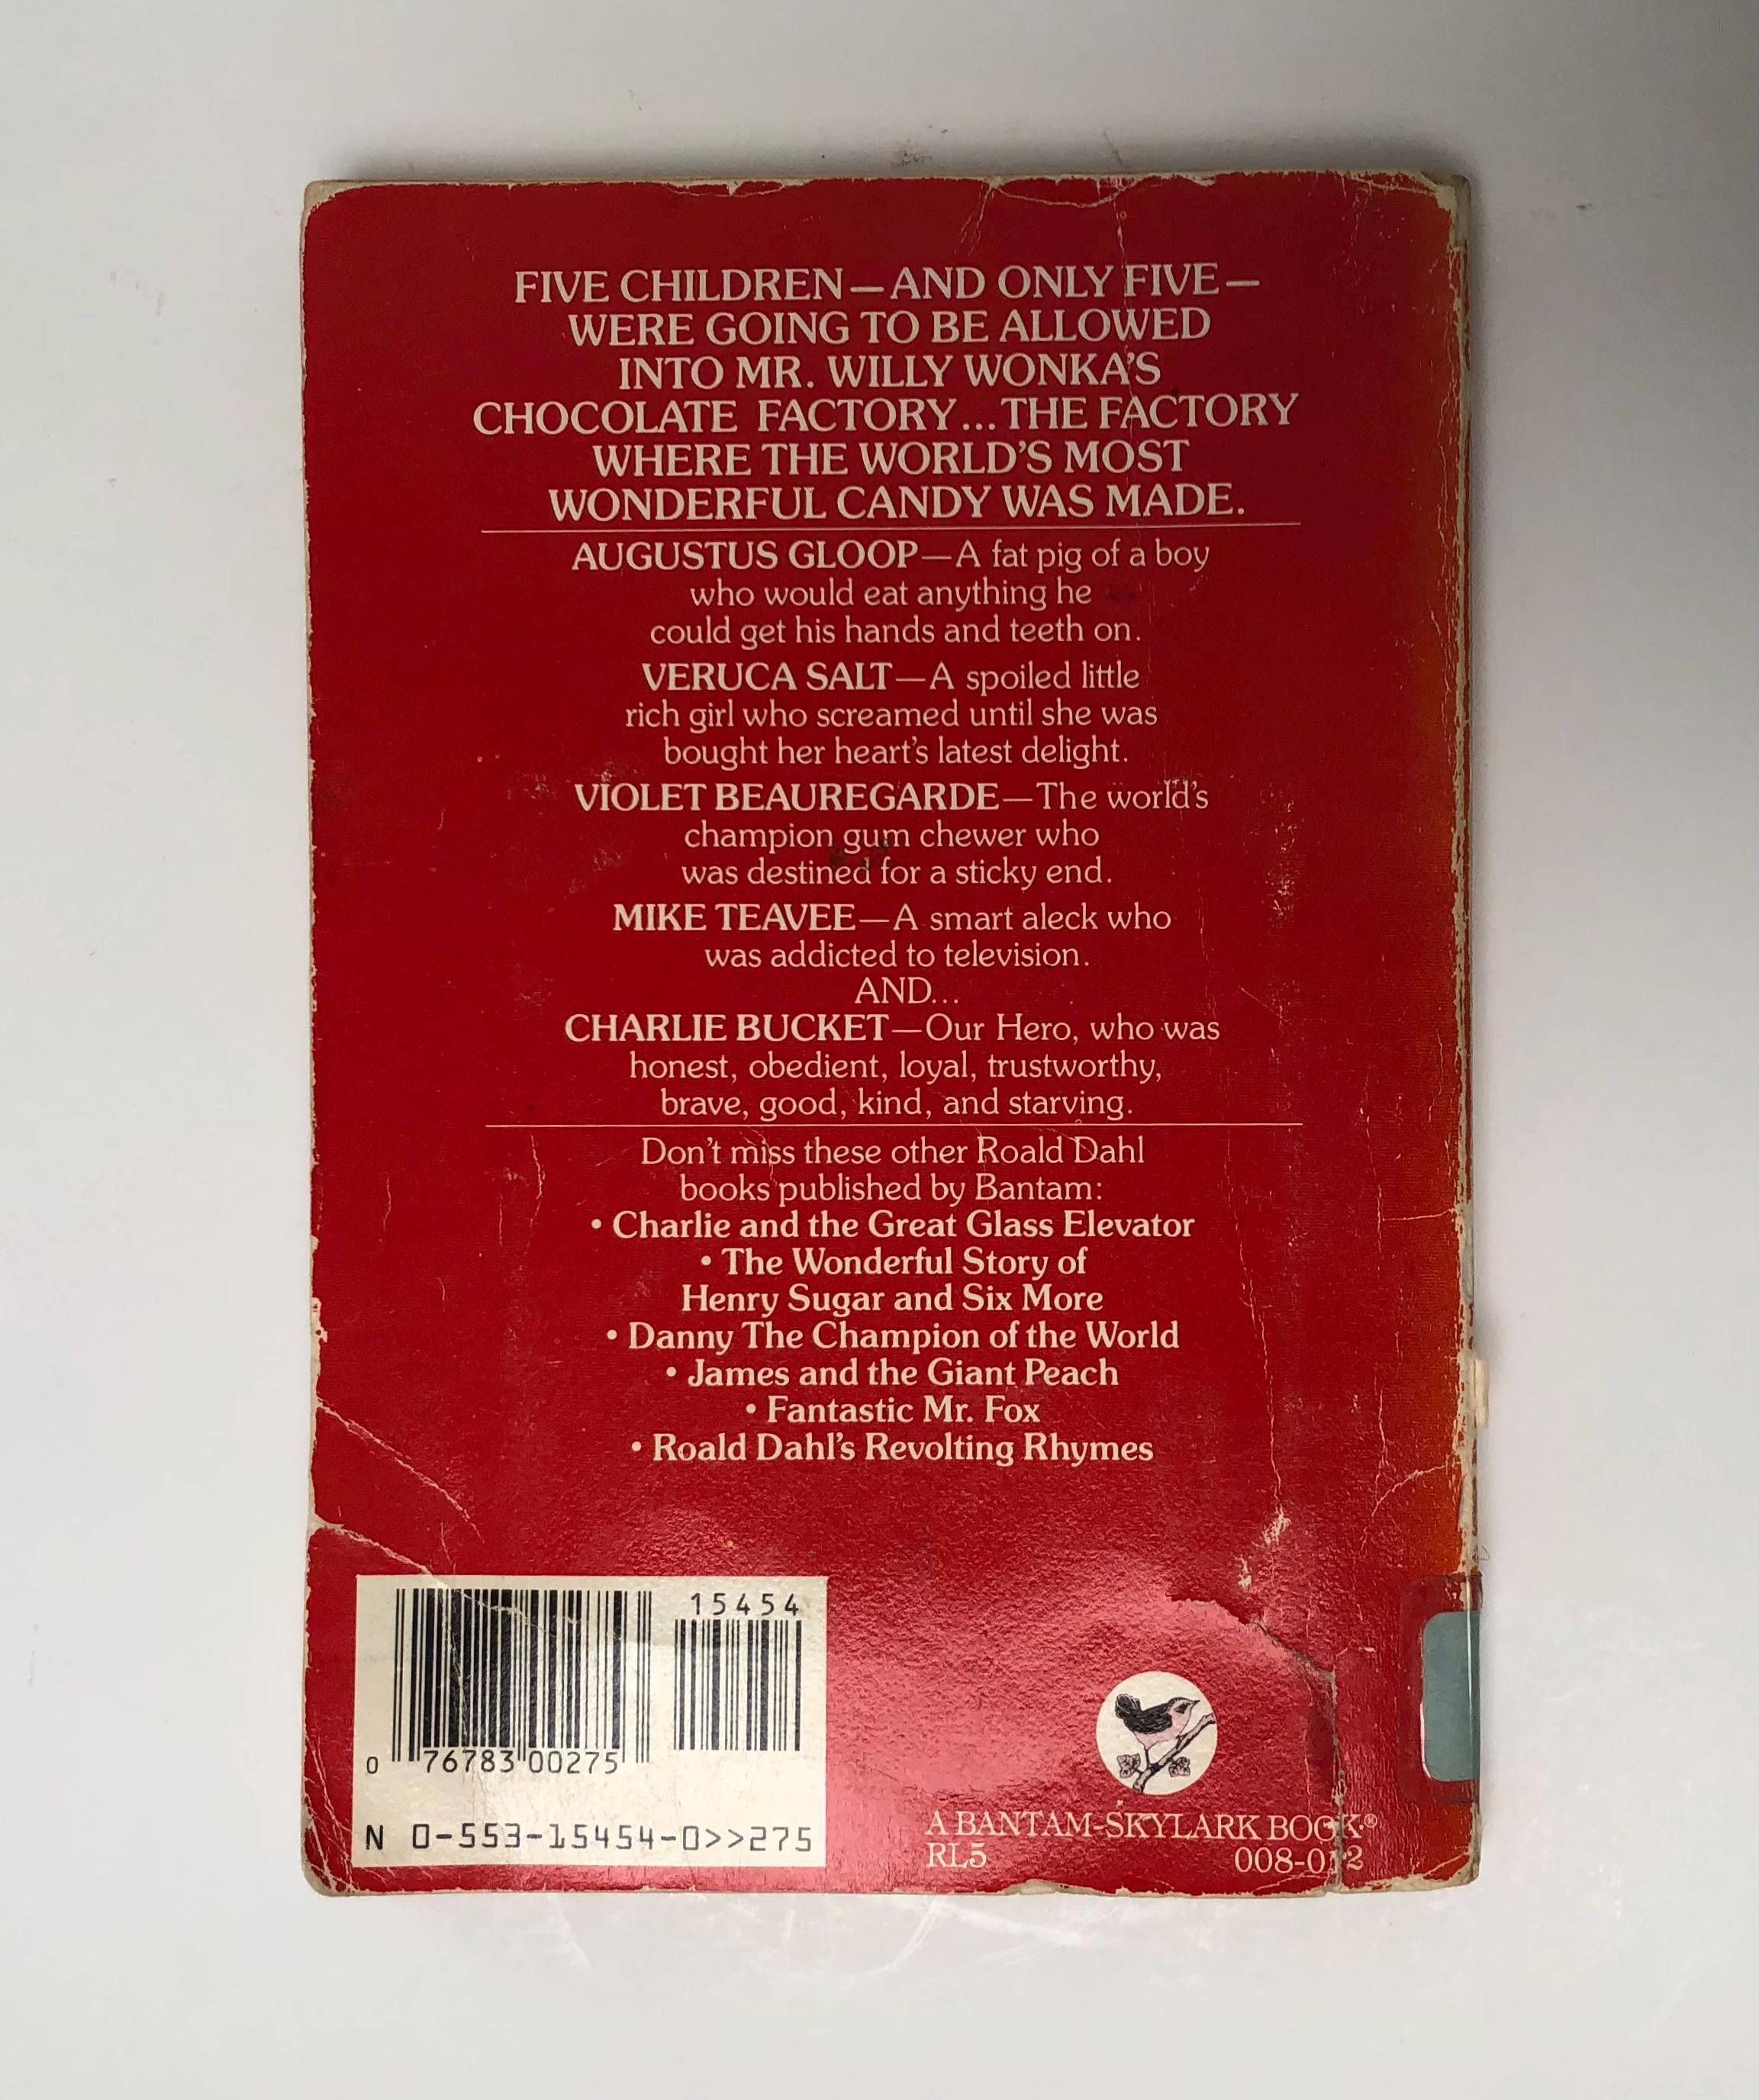 FIVE CHILDREN—AND ONLY FIVE—
WERE GOING TO BE ALLOWED
INTO MR. WILLY WONKA'S
CHOCOLATE FACTORY...THE FACTORY
WHERE THE WORLD'S MOST
WONDERFUL CANDY WAS MADE.
AUGUSTUS GLOOP—A fat pig of a boy
who would eat anything he
could get his hands and teeth on.
VERUCA SALT—A spoiled little
rich girl who screamed until she was
bought her heart's latest delight.
VIOLET BEAUREGARDE—The world's
champion gum chewer who
was destined for a sticky end.
MIKE TEAVEE—A smart aleck who
was addicted to television.
AND...
CHARLIE BUCKET—Our Hero, who was
honest, obedient, loyal, trustworthy,
brave, good, kind, and starving.
Don't miss these other Roald Dahl
books published by Bantam:
• Charlie and the Great Glass Elevator
• The Wonderful Story of
Henry Sugar and Six More
• Danny The Champion of the World
• James and the Giant Peach
• Fantastic Mr. Fox
• Roald Dahl's Revolting Rhymes
15454
0 76783 00275
N 0-553-15454-0>>275
A BANTAM-SKYLARK BOOK®
RL5
008-012